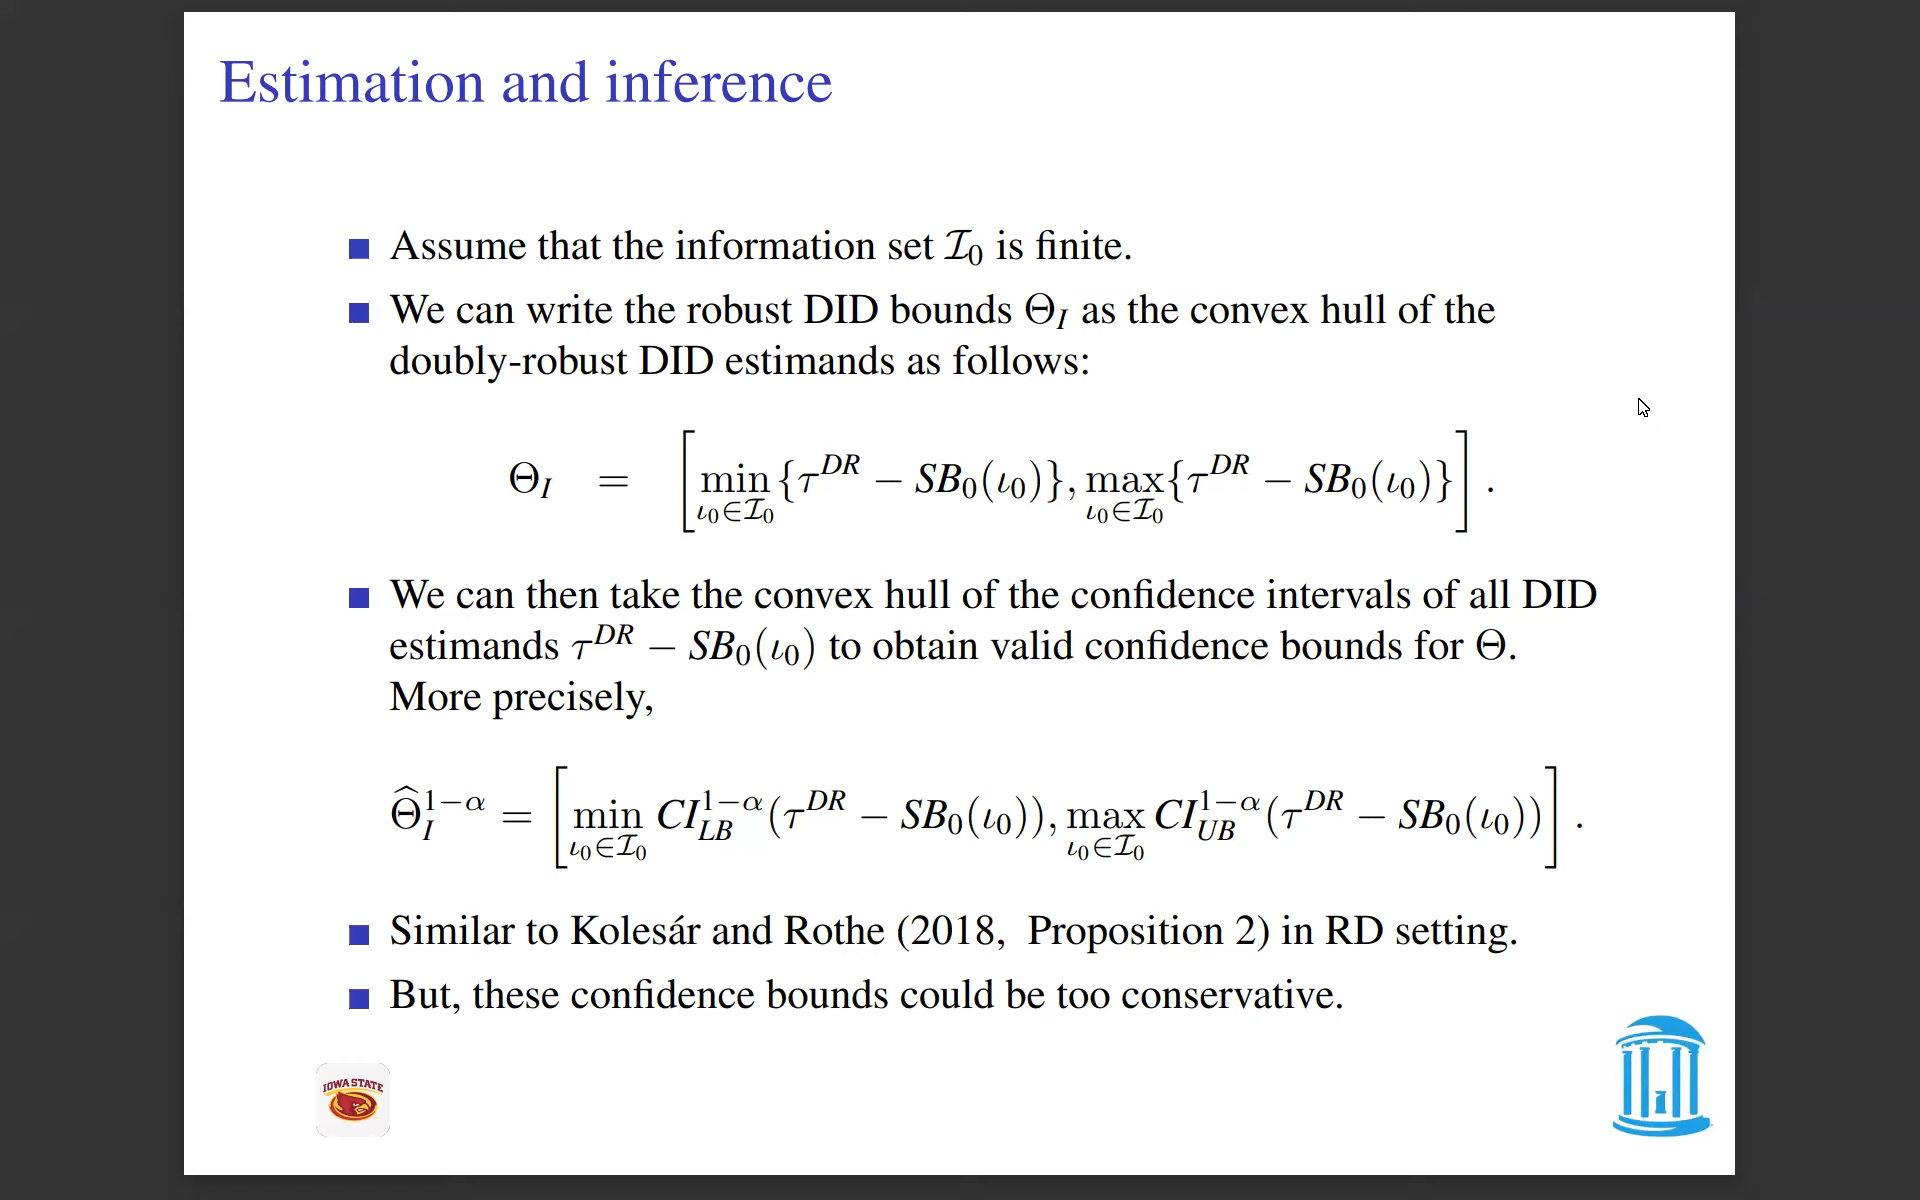 Estimation and inference
Assume that the information set 𝓘₀ is finite.
We can write the robust DID bounds Θ_I as the convex hull of the
doubly-robust DID estimands as follows:
Θ_I = [ min_{ι₀∈𝓘₀} {τ^{DR} − SB₀(ι₀)}, max_{ι₀∈𝓘₀} {τ^{DR} − SB₀(ι₀)} ] .
We can then take the convex hull of the confidence intervals of all DID
estimands τ^{DR} − SB₀(ι₀) to obtain valid confidence bounds for Θ.
More precisely,
Θ̂_I^{1−α} = [ min_{ι₀∈𝓘₀} CI_{LB}^{1−α}(τ^{DR} − SB₀(ι₀)), max_{ι₀∈𝓘₀} CI_{UB}^{1−α}(τ^{DR} − SB₀(ι₀)) ] .
Similar to Kolesár and Rothe (2018, Proposition 2) in RD setting.
But, these confidence bounds could be too conservative.
IOWA STATE